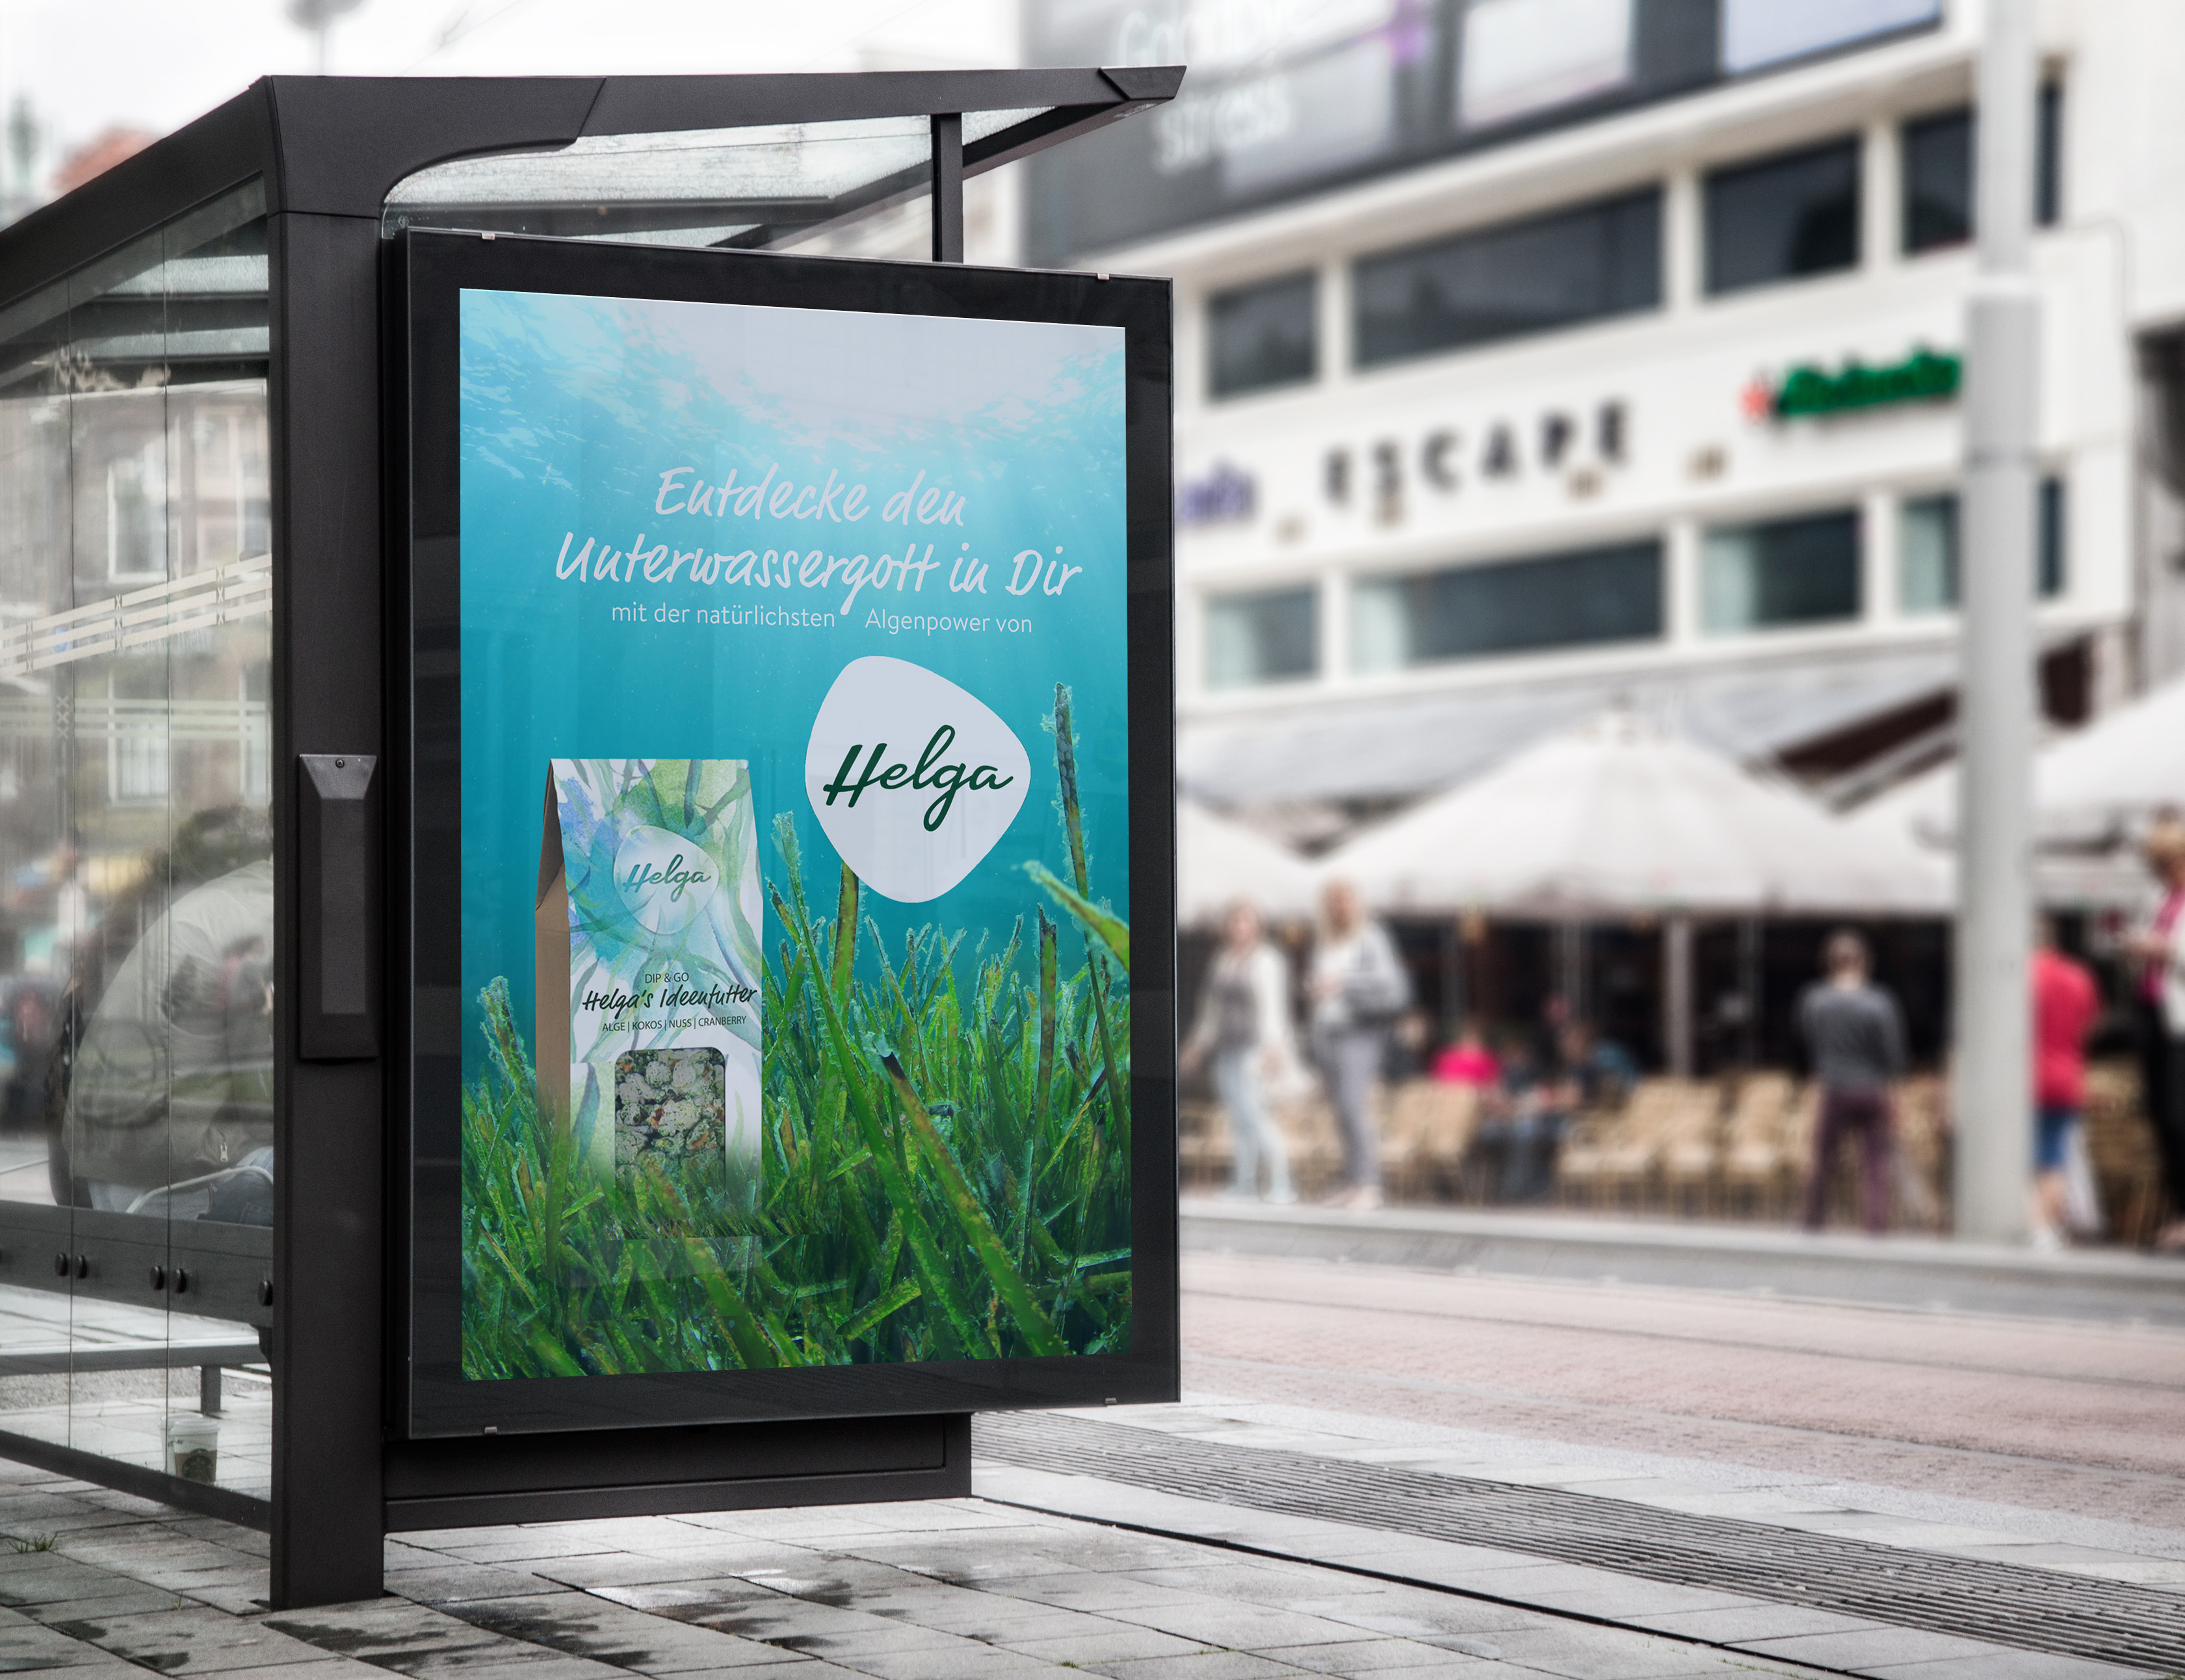 stress
ESCAPE
Entdecke den
Unterwassergott in Dir
mit der natürlichsten Algenpower von
Helga
Helga
DIP & GO
Helga's Ideenfutter
ALGE | KOKOS | NUSS | CRANBERRY